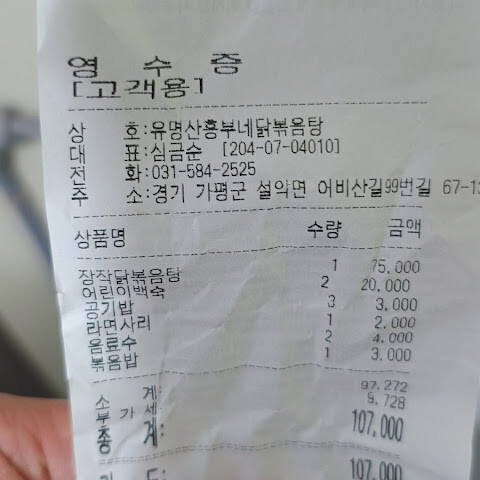 영 수 증
[고객용]
상 호:유명산흥부네닭볶음탕
대 표:심금순 [204-07-04010]
전 화:031-584-2525
주 소:경기 가평군 설악면 어비산길99번길 67-13
상품명 수량 금액
장작닭볶음탕 1 75,000
어린이백숙 2 20,000
공기밥 3 3,000
라면사리 1 2,000
음료수 2 4,000
볶음밥 1 3,000
소 계: 97,272
부 가 세: 9,728
총 계: 107,000
카 드: 107,000